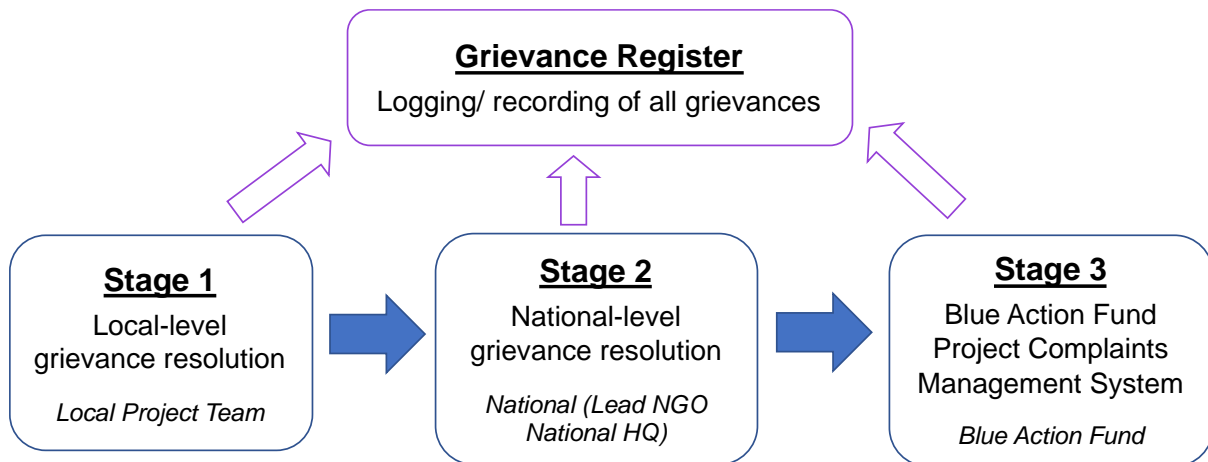 Grievance Register
Logging/ recording of all grievances
Stage 1
Local-level
grievance resolution
Local Project Team
Stage 2
National-level
grievance resolution
National (Lead NGO
National HQ)
Stage 3
Blue Action Fund
Project Complaints
Management System
Blue Action Fund